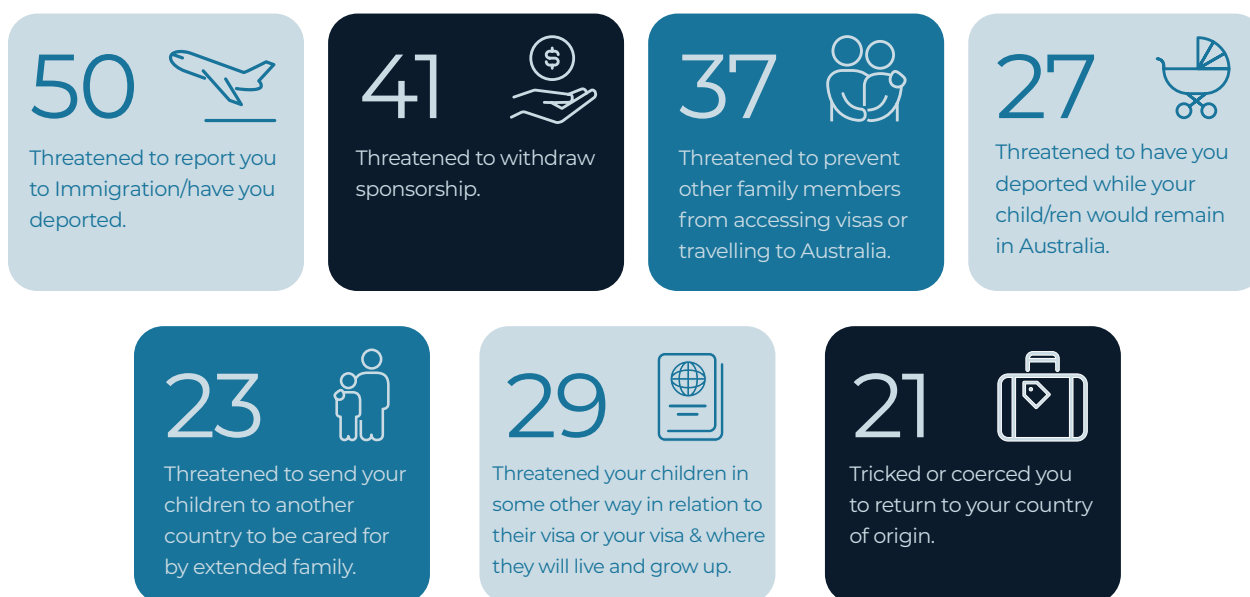 50
Threatened to report you
to Immigration/have you
deported.
41
$
Threatened to withdraw
sponsorship.
37
Threatened to prevent
other family members
from accessing visas or
travelling to Australia.
27
Threatened to have you
deported while your
child/ren would remain
in Australia.
23
Threatened to send your
children to another
country to be cared for
by extended family.
29
Threatened your children in
some other way in relation to
their visa or your visa & where
they will live and grow up.
21
Tricked or coerced you
to return to your country
of origin.